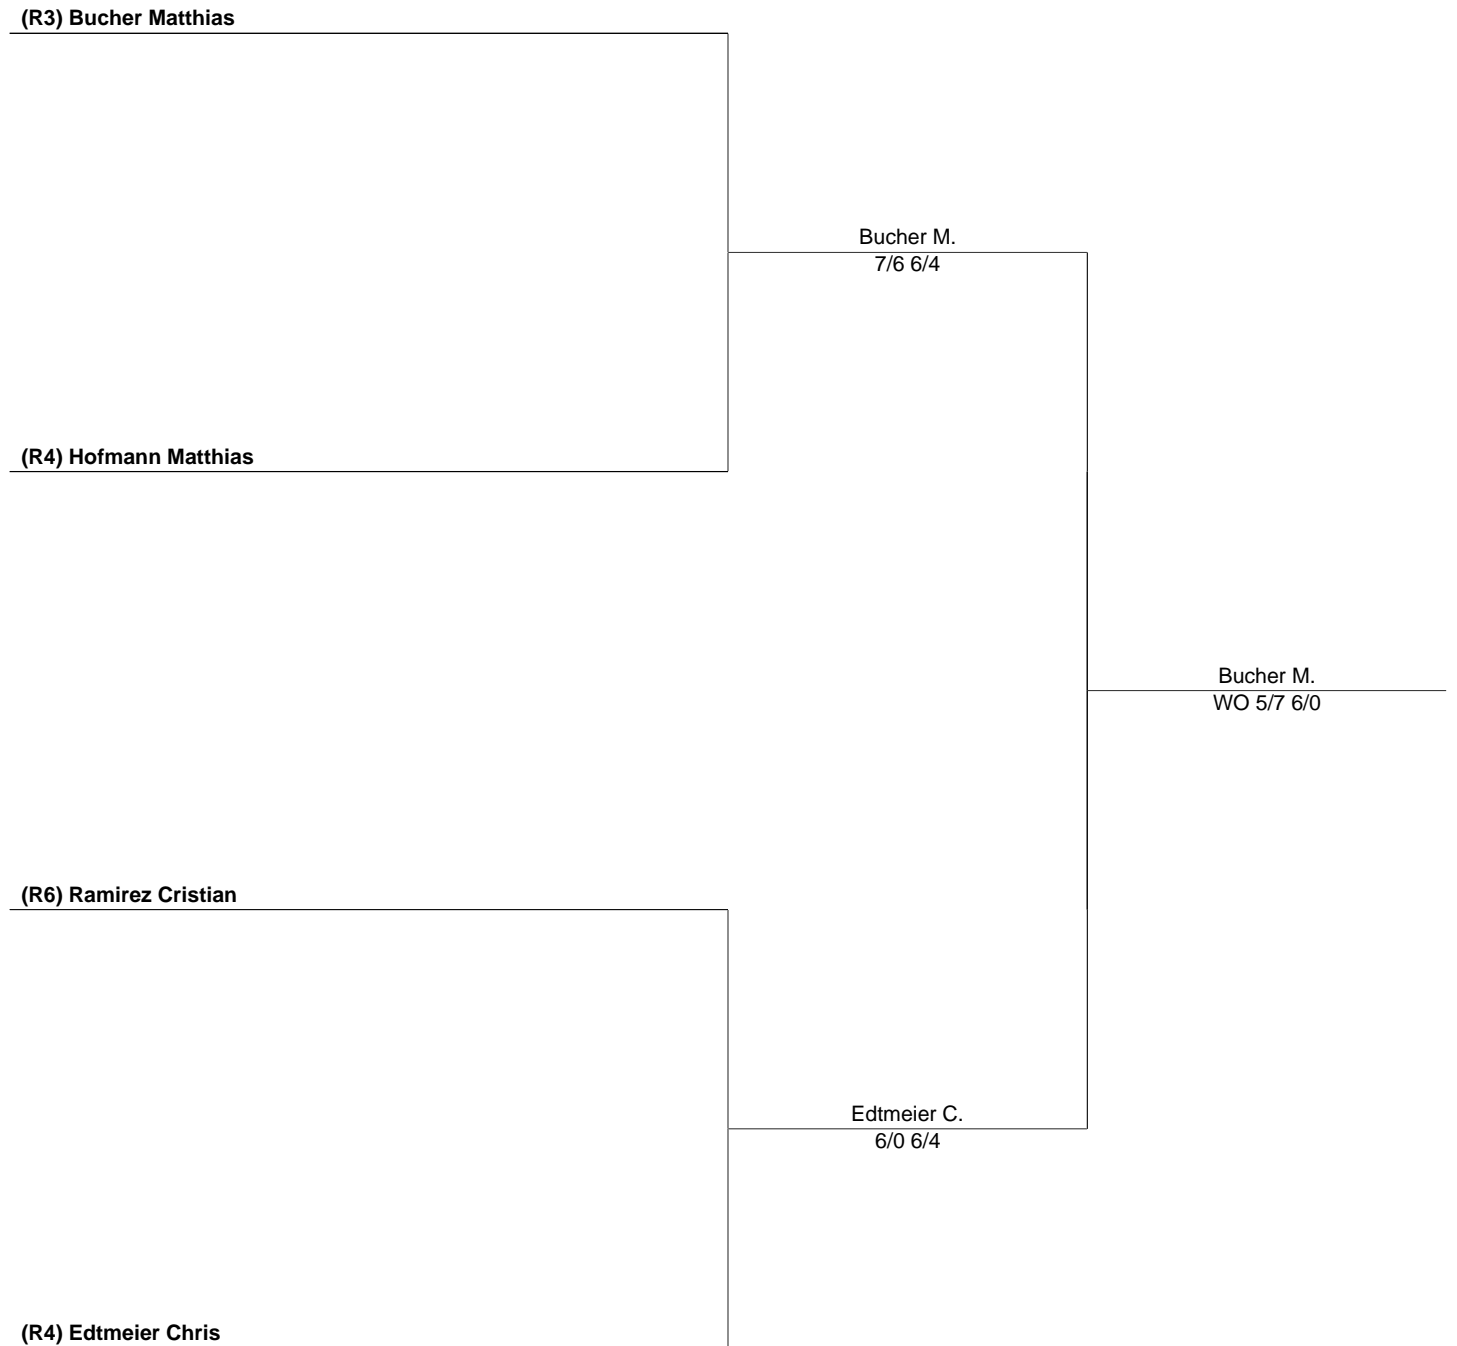 (R3) Bucher Matthias
Bucher M.
7/6 6/4
(R4) Hofmann Matthias
Bucher M.
WO 5/7 6/0
(R6) Ramirez Cristian
Edtmeier C.
6/0 6/4
(R4) Edtmeier Chris